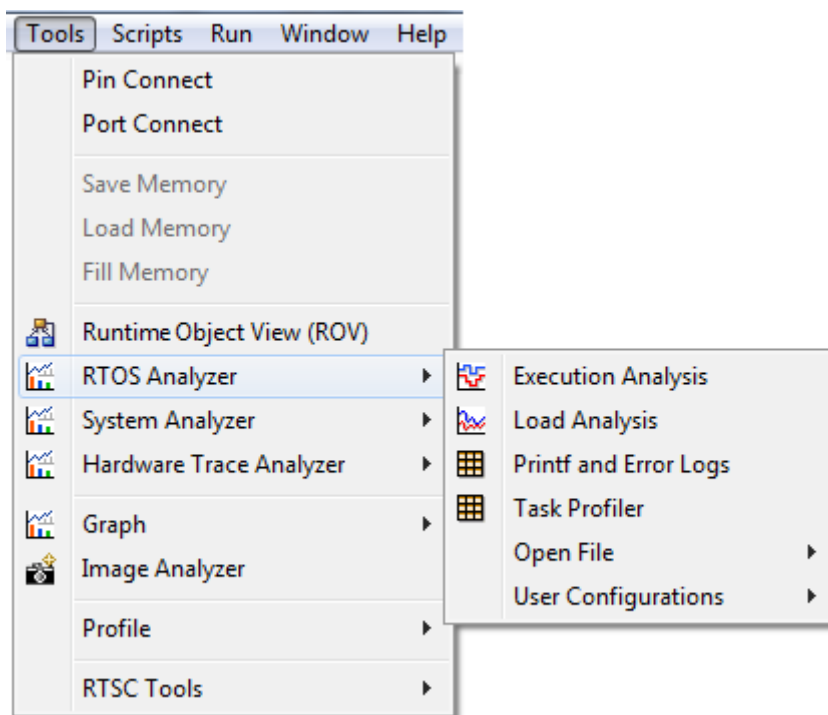 Tools Scripts Run Window Help
Pin Connect
Port Connect
Save Memory
Load Memory
Fill Memory
Runtime Object View (ROV)
RTOS Analyzer
System Analyzer
Hardware Trace Analyzer
Graph
Image Analyzer
Profile
RTSC Tools
Execution Analysis
Load Analysis
Printf and Error Logs
Task Profiler
Open File
User Configurations